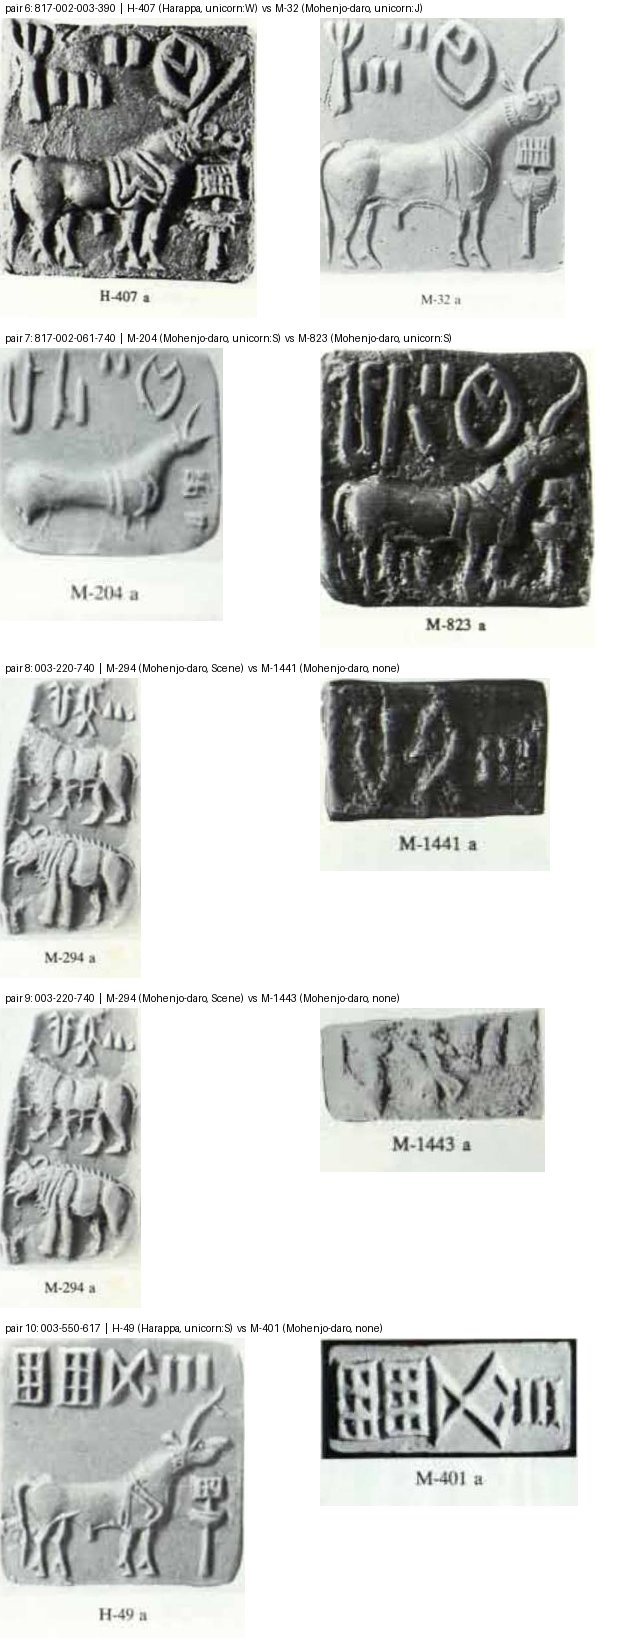 pair 6: 817-002-003-390 | H-407 (Harappa, unicorn:W) vs M-32 (Mohenjo-daro, unicorn:J)
H-407 a
M-32 a
pair 7: 817-002-061-740 | M-204 (Mohenjo-daro, unicorn:S) vs M-823 (Mohenjo-daro, unicorn:S)
M-204 a
M-823 a
pair 8: 003-220-740 | M-294 (Mohenjo-daro, Scene) vs M-1441 (Mohenjo-daro, none)
M-1441 a
M-294 a
pair 9: 003-220-740 | M-294 (Mohenjo-daro, Scene) vs M-1443 (Mohenjo-daro, none)
M-1443 a
M-294 a
pair 10: 003-550-617 | H-49 (Harappa, unicorn:S) vs M-401 (Mohenjo-daro, none)
M-401 a
H-49 a